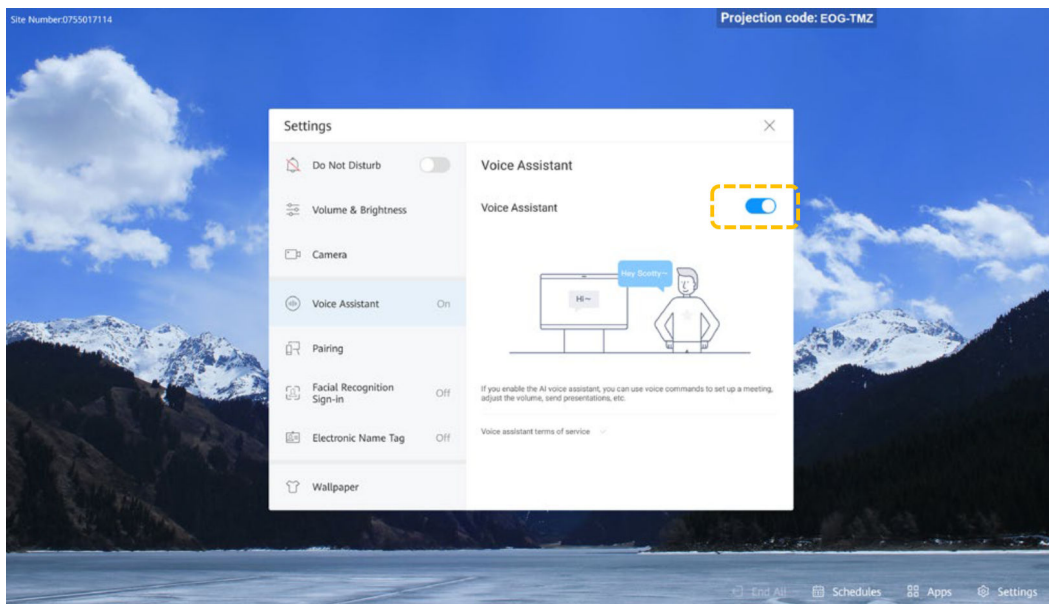 Site Number:0755017114
Projection code: EOG-TMZ
Settings
Do Not Disturb
Volume & Brightness
Camera
Voice Assistant On
Pairing
Facial Recognition
Sign-in
Off
Electronic Name Tag Off
Wallpaper
Voice Assistant
Voice Assistant
Hey Scotty~
Hi~
If you enable the AI voice assistant, you can use voice commands to set up a meeting,
adjust the volume, send presentations, etc.
Voice assistant terms of service
End All
Schedules
Apps
Settings